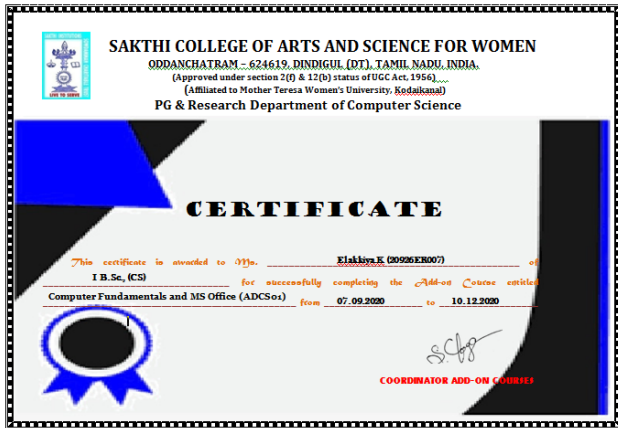 SAKTHI COLLEGE OF ARTS AND SCIENCE FOR WOMEN
ODDANCHATRAM – 624619. DINDIGUL (DT), TAMIL NADU. INDIA.
(Approved under section 2(f) & 12(b) status of UGC Act, 1956)
(Affiliated to Mother Teresa Women's University, Kodaikanal)
PG & Research Department of Computer Science
LIVE TO SERVE
CERTIFICATE
This certificate is awarded to Ms. Elakkiya K (20926ER007) of
I B.Sc., (CS) for successfully completing the Add-on Course entitled
Computer Fundamentals and MS Office (ADCS01) from 07.09.2020 to 10.12.2020
COORDINATOR ADD-ON COURSES